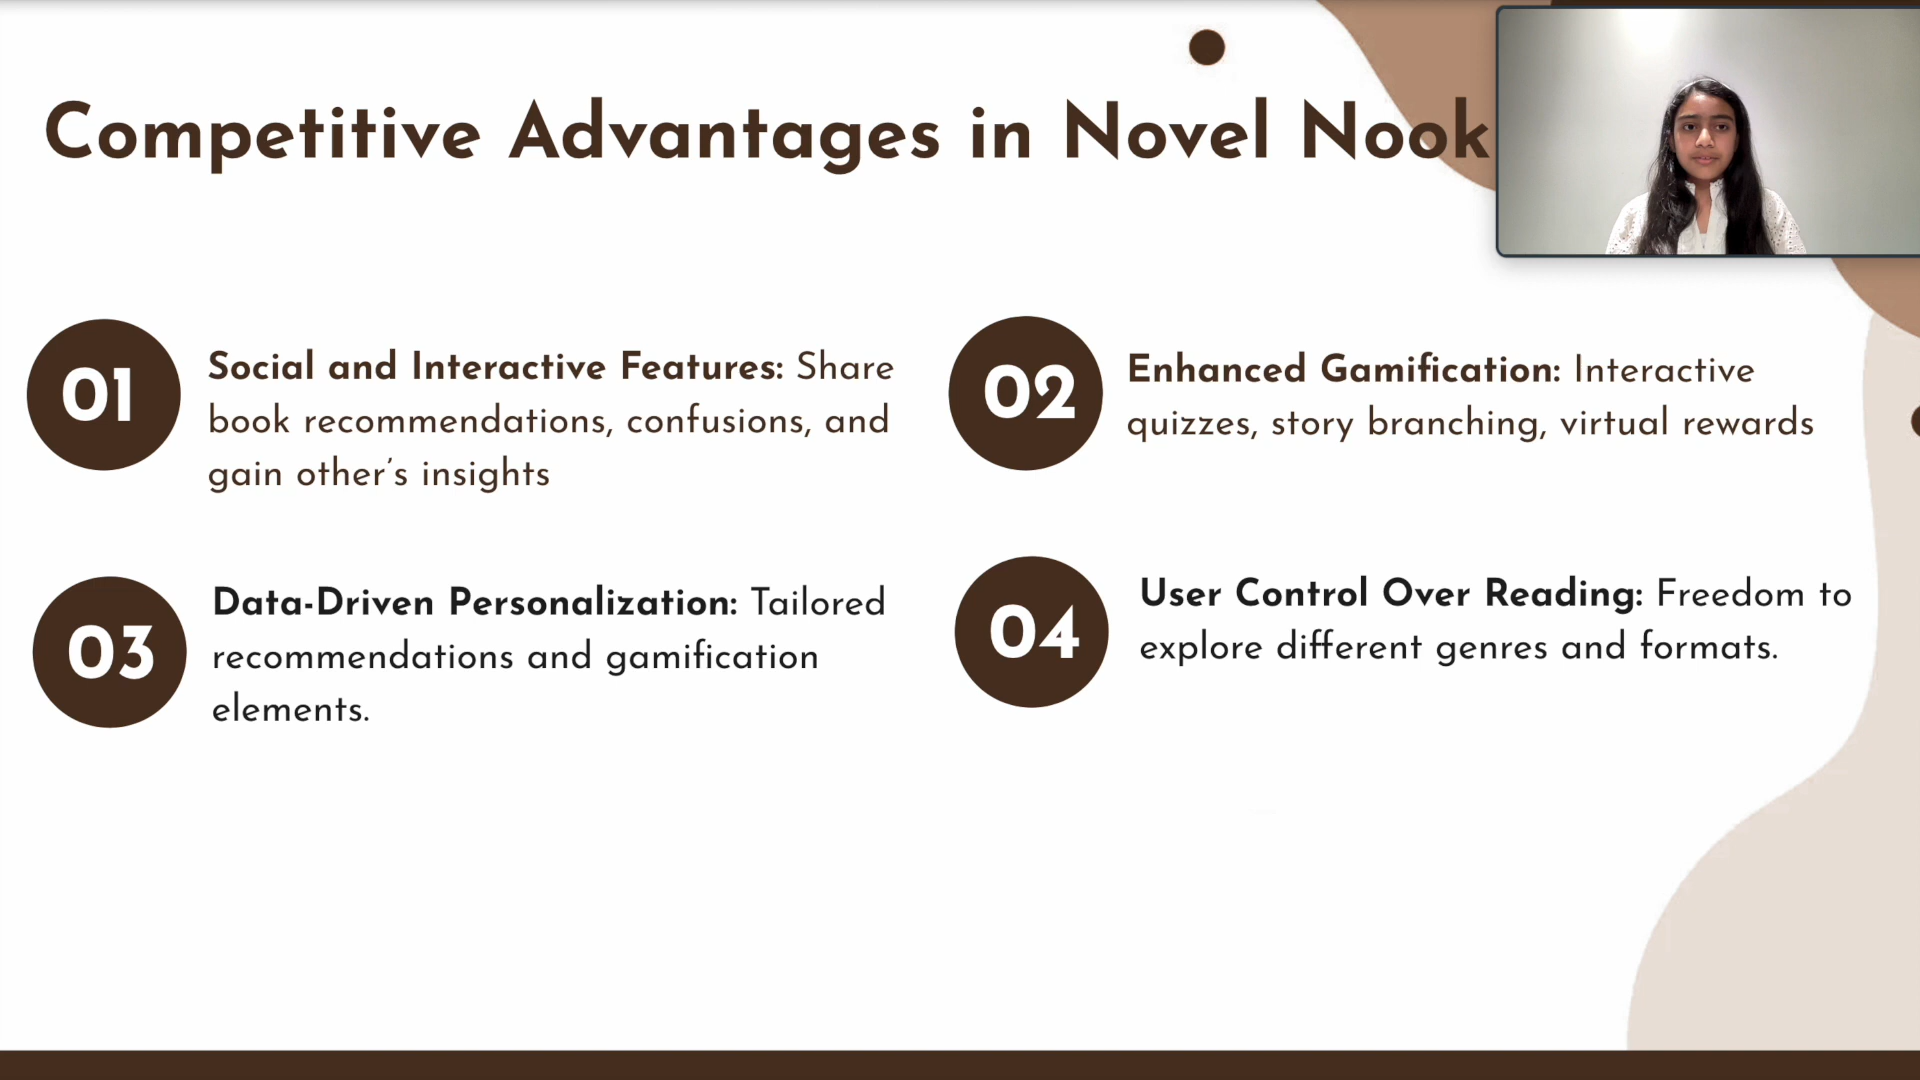 Competitive Advantages in Novel Nook
01
Social and Interactive Features: Share
book recommendations, confusions, and
gain other's insights
02
Enhanced Gamification: Interactive
quizzes, story branching, virtual rewards
03
Data-Driven Personalization: Tailored
recommendations and gamification
elements.
04
User Control Over Reading: Freedom to
explore different genres and formats.